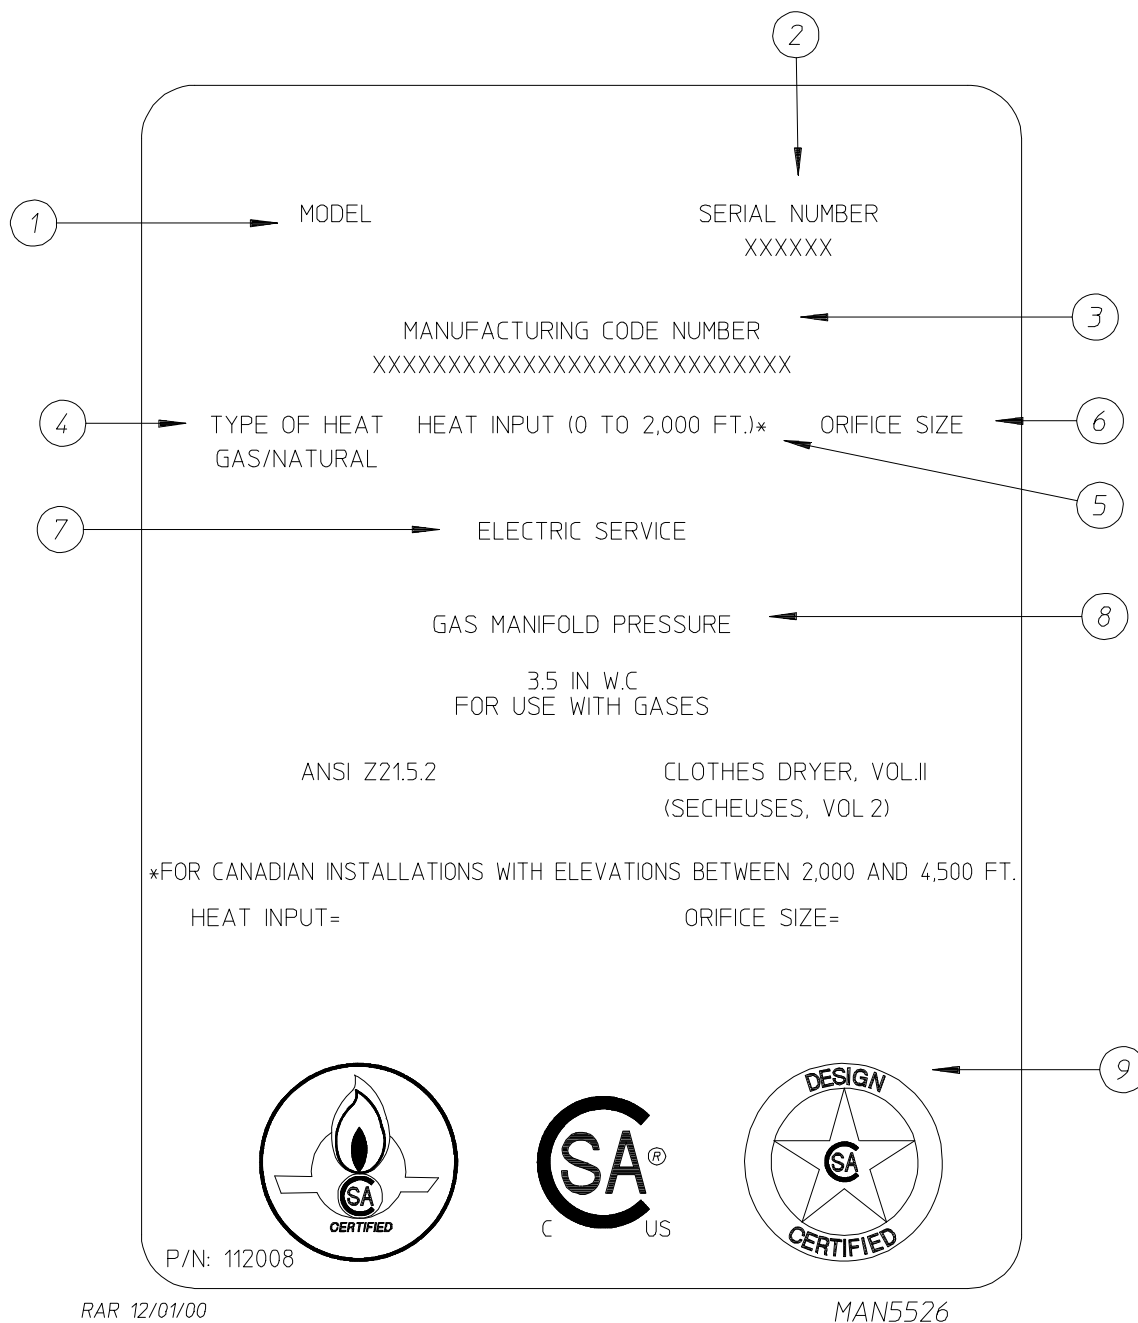 2
1
MODEL
SERIAL NUMBER
XXXXXX
3
MANUFACTURING CODE NUMBER
XXXXXXXXXXXXXXXXXXXXXXXXXXXX
4
TYPE OF HEAT
HEAT INPUT (0 TO 2,000 FT.)*
ORIFICE SIZE
6
GAS/NATURAL
5
7
ELECTRIC SERVICE
GAS MANIFOLD PRESSURE
8
3.5 IN W.C
FOR USE WITH GASES
ANSI Z21.5.2
CLOTHES DRYER, VOL.II
(SECHEUSES, VOL 2)
*FOR CANADIAN INSTALLATIONS WITH ELEVATIONS BETWEEN 2,000 AND 4,500 FT.
HEAT INPUT=
ORIFICE SIZE=
9
SA
CERTIFIED
CSA®
C US
DESIGN
SA
CERTIFIED
P/N: 112008
RAR 12/01/00
MAN5526